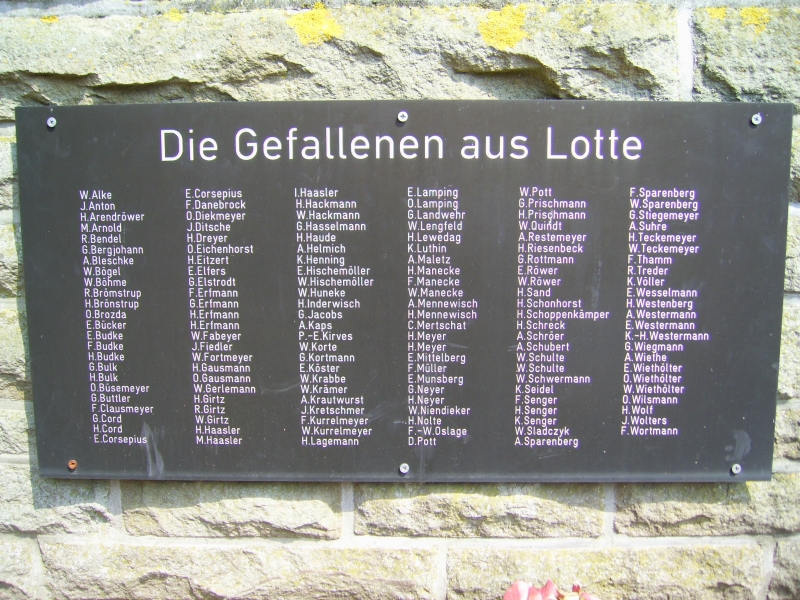 Die Gefallenen aus Lotte
W.Alke
J.Anton
H.Arendröwer
M.Arnold
R.Bendel
G.Bergjohann
A.Bleschke
W.Bögel
W.Böhme
R.Brömstrup
H.Brönstrup
O.Brozda
E.Bücker
E.Budke
F.Budke
H.Budke
G.Bulk
H.Bulk
O.Büsemeyer
G.Buttler
F.Clausmeyer
G.Cord
H.Cord
E.Corsepius
E.Corsepius
F.Danebrock
O.Diekmeyer
J.Ditsche
H.Dreyer
O.Eichenhorst
H.Eitzert
E.Elfers
G.Elstrodt
F.Erfmann
G.Erfmann
H.Erfmann
H.Erfmann
W.Fabeyer
J.Fiedler
W.Fortmeyer
H.Gausmann
O.Gausmann
W.Gerlemann
H.Girtz
R.Girtz
W.Girtz
H.Haasler
M.Haasler
I.Haasler
H.Hackmann
W.Hackmann
G.Hasselmann
H.Haude
A.Helmich
K.Henning
E.Hischemöller
W.Hischemöller
W.Huneke
H.Inderwisch
G.Jacobs
A.Kaps
P.-E.Kirves
W.Korte
G.Kortmann
E.Köster
W.Krabbe
W.Krämer
A.Krautwurst
J.Kretschmer
F.Kurrelmeyer
W.Kurrelmeyer
H.Lagemann
E.Lamping
O.Lamping
G.Landwehr
W.Lengfeld
H.Lewedag
K.Luthin
A.Maletz
H.Manecke
F.Manecke
W.Manecke
A.Mennewisch
H.Mennewisch
C.Mertschat
H.Meyer
H.Meyer
E.Mittelberg
F.Müller
E.Munsberg
G.Neyer
H.Neyer
W.Niendieker
H.Nolte
F.-W.Oslage
D.Pott
W.Pott
G.Prischmann
H.Prischmann
W.Quindt
A.Restemeyer
H.Riesenbeck
G.Rottmann
E.Röwer
W.Röwer
H.Sand
H.Schonhorst
H.Schoppenkämper
H.Schreck
A.Schröer
A.Schubert
W.Schulte
W.Schulte
W.Schwermann
K.Seidel
F.Senger
H.Senger
K.Senger
W.Sladczyk
A.Sparenberg
F.Sparenberg
W.Sparenberg
G.Stiegemeyer
A.Suhre
H.Teckemeyer
W.Teckemeyer
F.Thamm
R.Treder
K.Völler
E.Wesselmann
H.Westenberg
A.Westermann
E.Westermann
K.-H.Westermann
G.Wiegmann
A.Wiethe
E.Wiethölter
O.Wiethölter
W.Wiethölter
O.Wilsmann
H.Wolf
J.Wolters
F.Wortmann